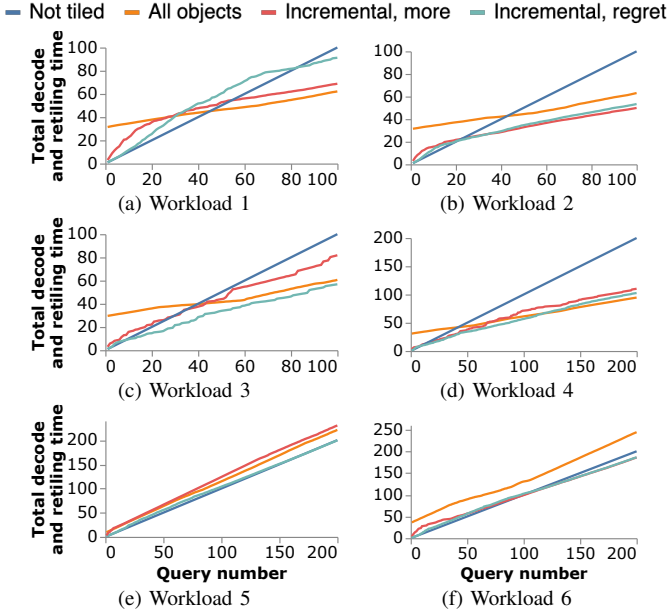 Not tiled All objects Incremental, more Incremental, regret
Total decode and retiling time
100
80
60
40
20
0
0 20 40 60 80 100
(a) Workload 1
100
80
60
40
20
0
0 20 40 60 80 100
(b) Workload 2
Total decode and retiling time
100
80
60
40
20
0
0 20 40 60 80 100
(c) Workload 3
200
150
100
50
0
0 50 100 150 200
(d) Workload 4
Total decode and retiling time
200
150
100
50
0
0 50 100 150 200
Query number
(e) Workload 5
250
200
150
100
50
0
0 50 100 150 200
Query number
(f) Workload 6